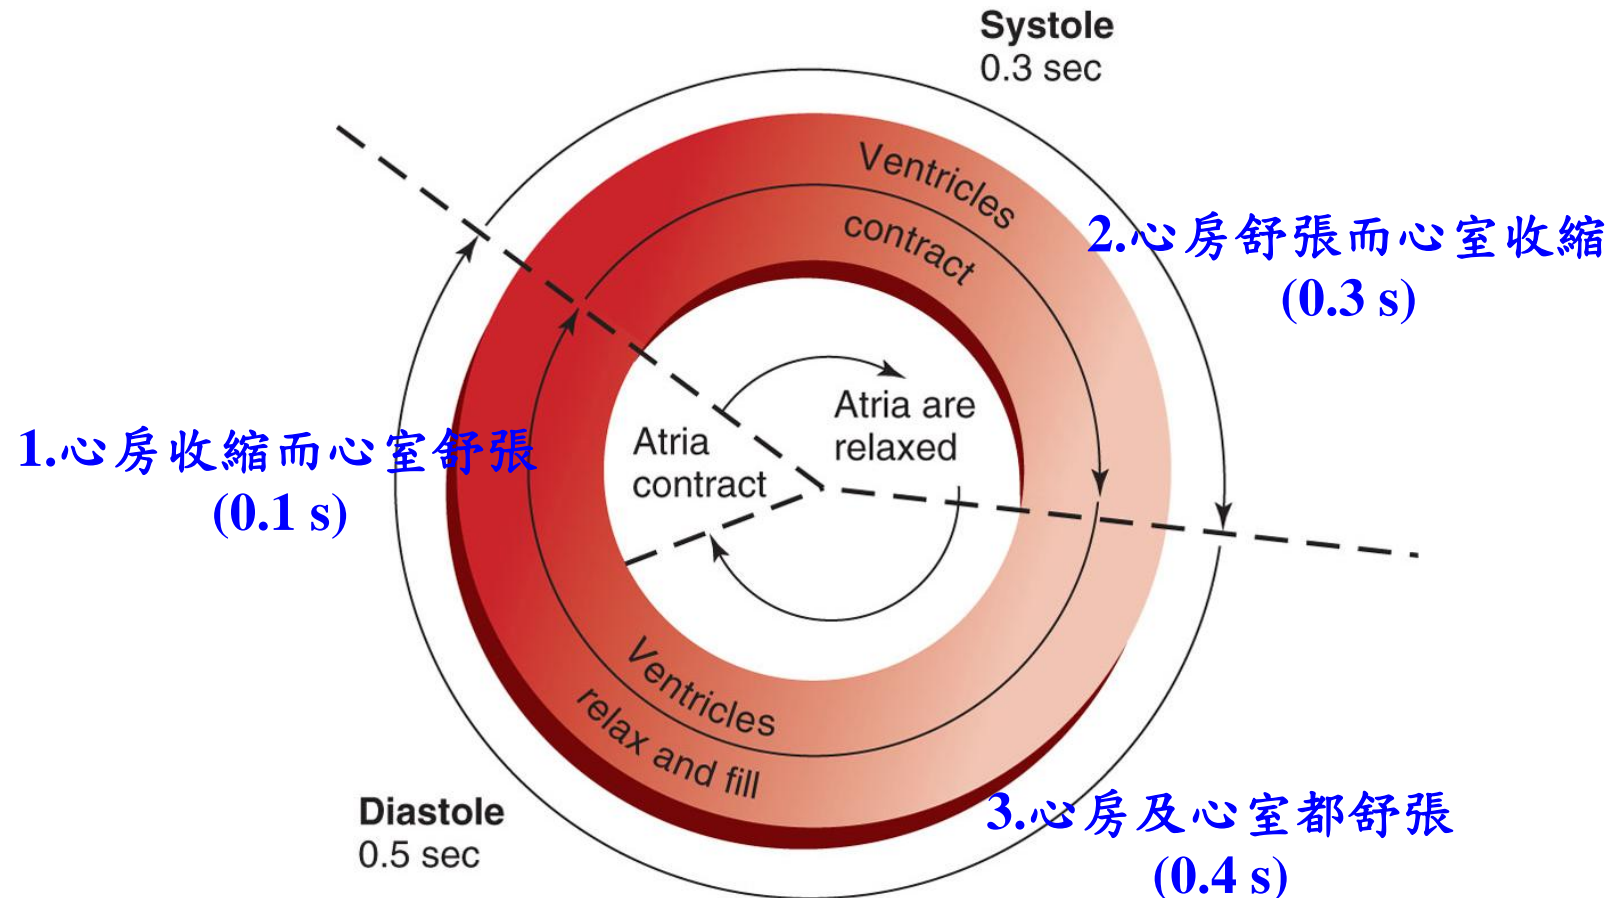 Systole
0.3 sec
Ventricles
contract
2.心房舒張而心室收縮
(0.3 s)
Atria are
relaxed
Atria
contract
1.心房收縮而心室舒張
(0.1 s)
Ventricles
relax and fill
Diastole
0.5 sec
3.心房及心室都舒張
(0.4 s)